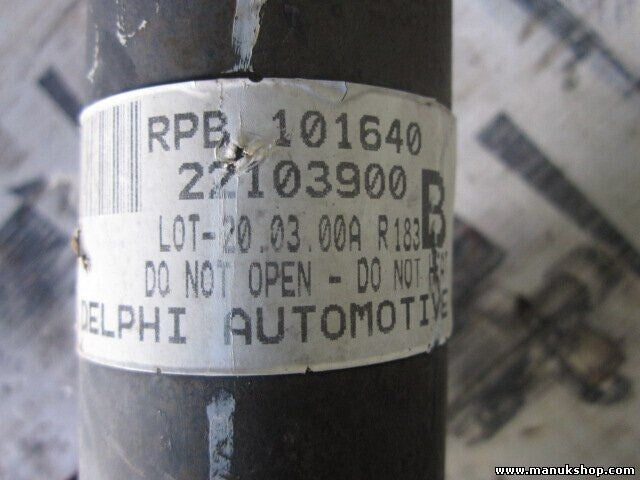 RPB 101640
22103900
B
LOT-20.03.00A R183
DO NOT OPEN - DO NOT
DELPHI AUTOMOTIVE
www.manukshop.com